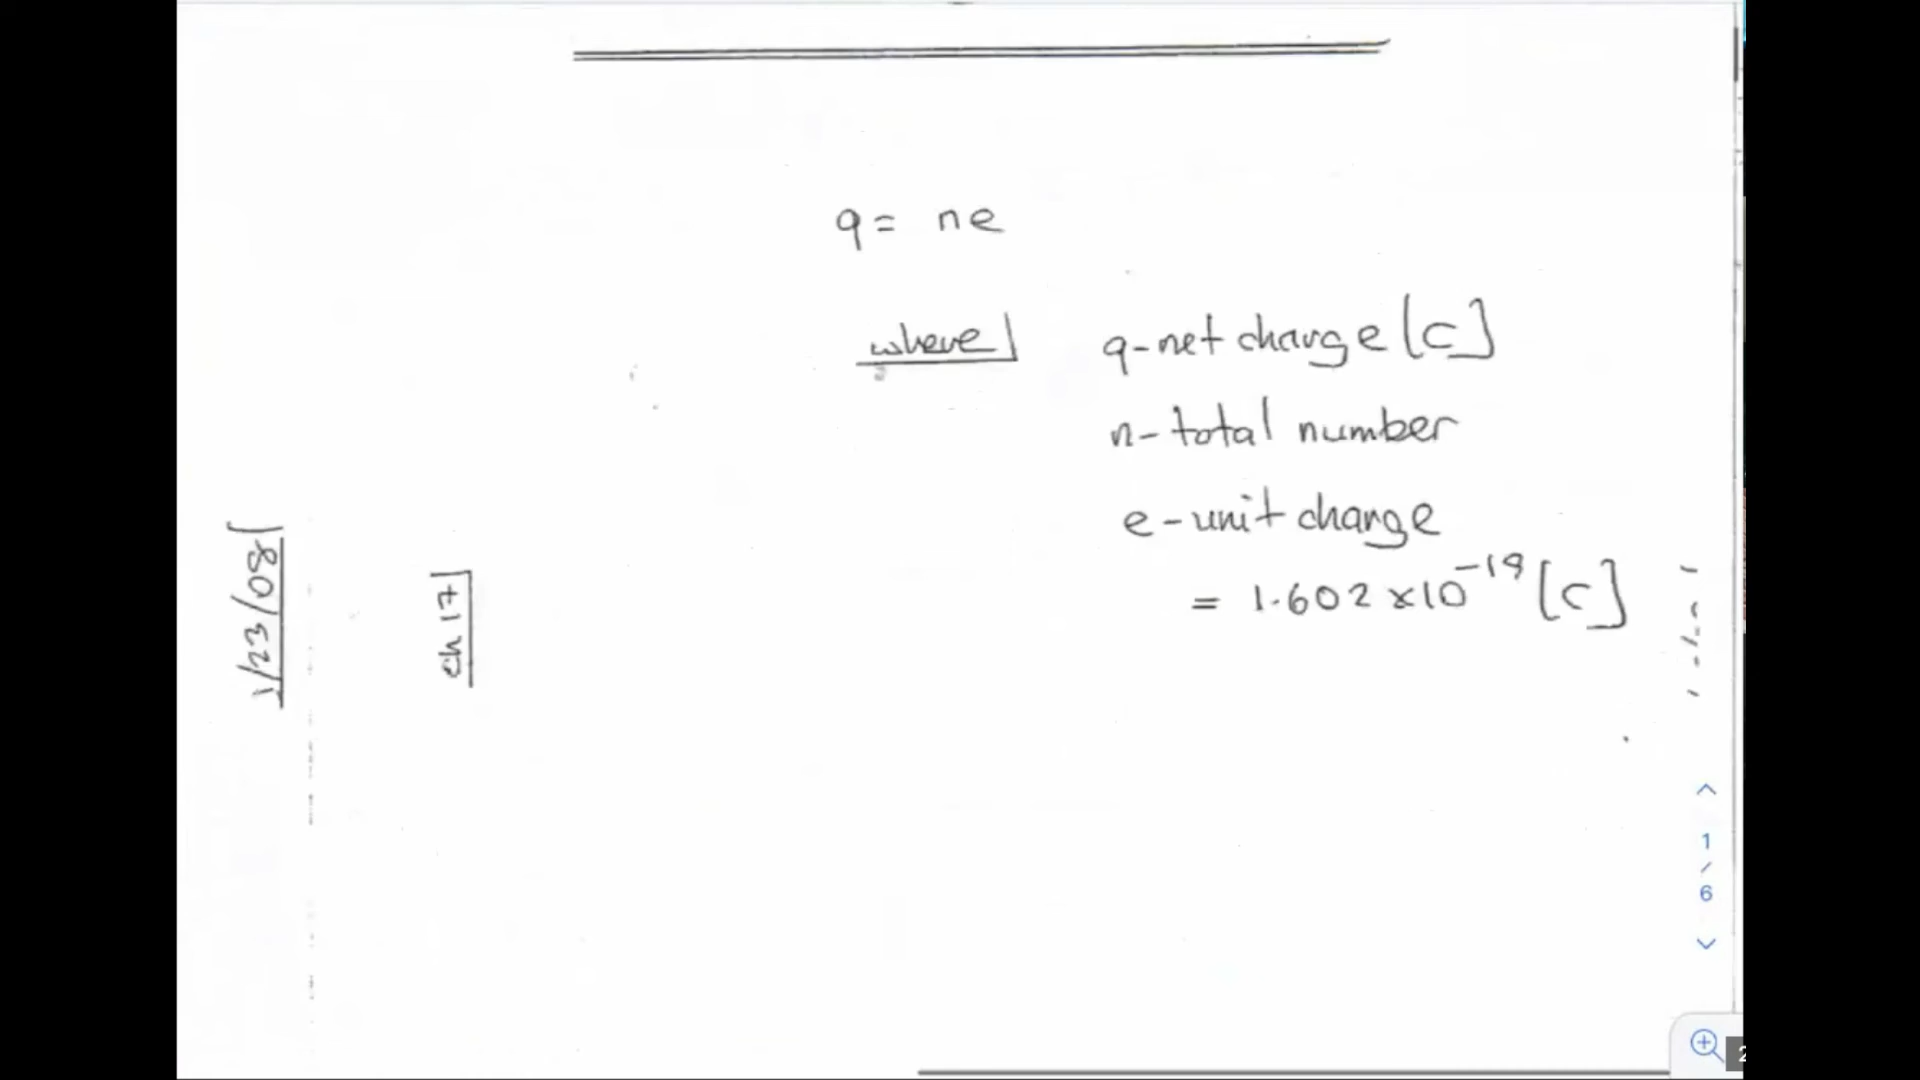 q = ne
where q-net charge [C]
n-total number
e-unit charge
= 1.602 x10^-19 [C]
1/23/08
ch 17
1
/
6
2